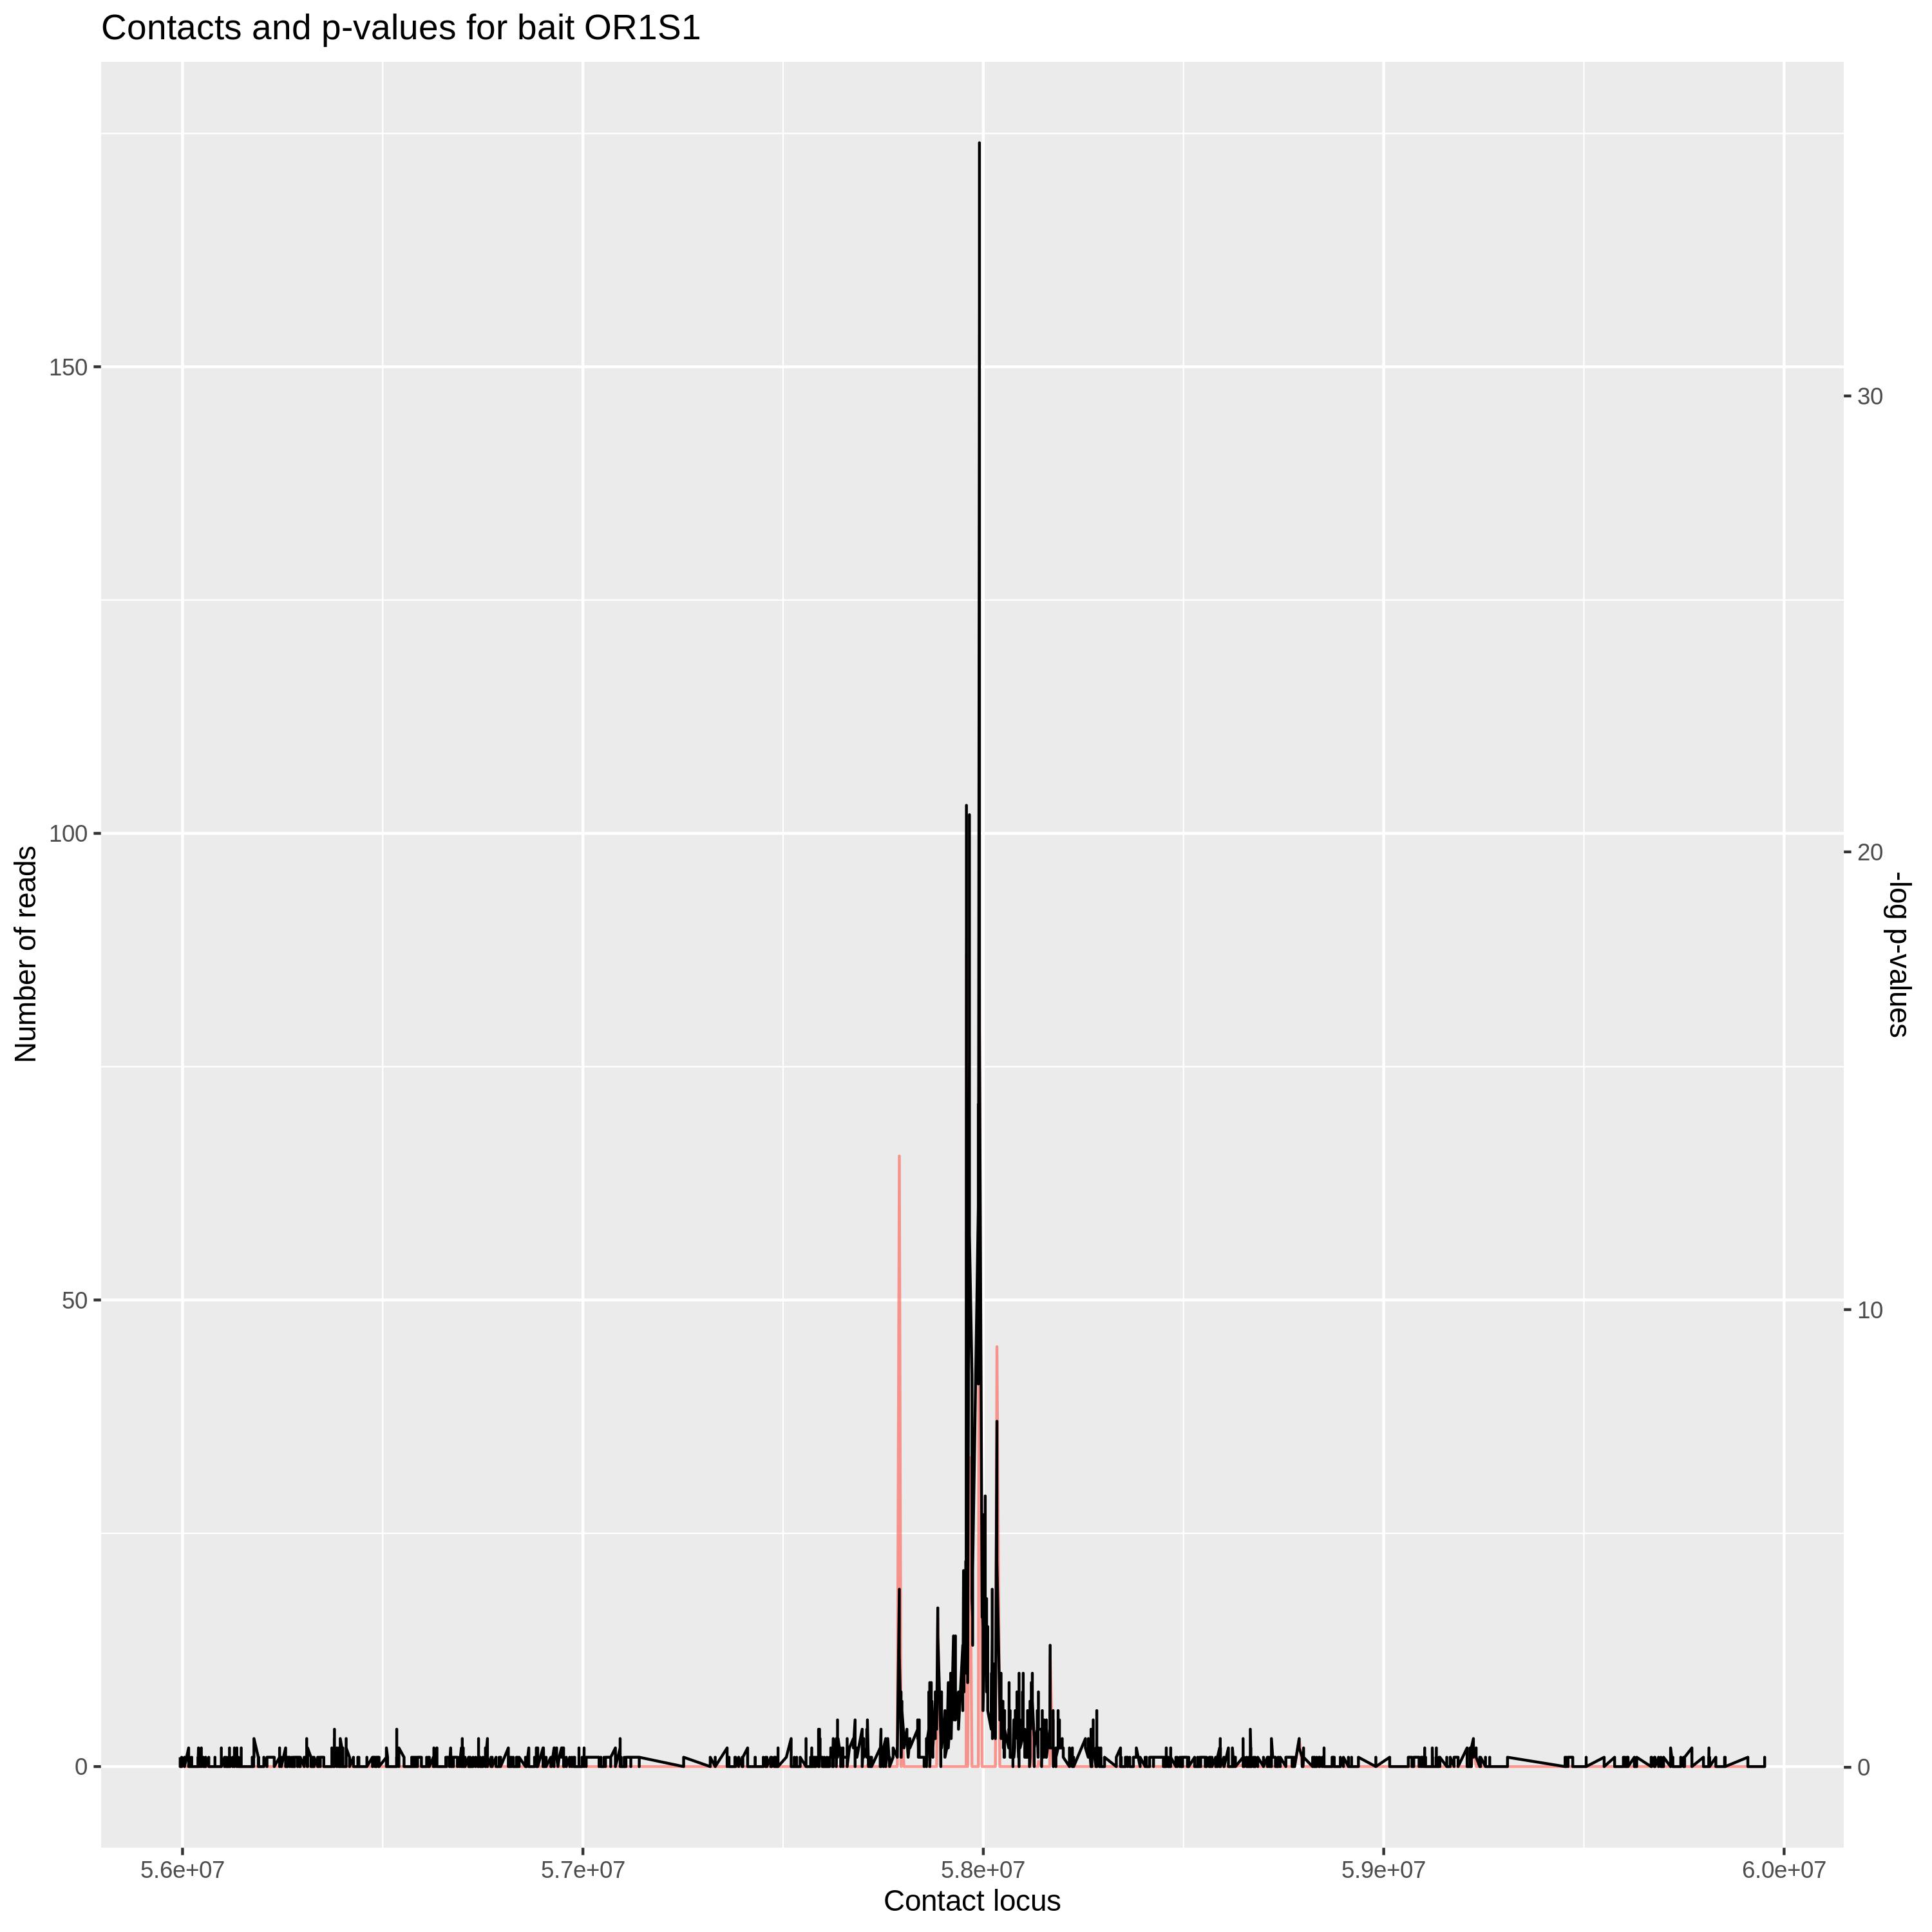 Contacts and p-values for bait OR1S1
150
100
50
0
Number of reads
30
20
10
0
-log p-values
5.6e+07
5.7e+07
5.8e+07
5.9e+07
6.0e+07
Contact locus